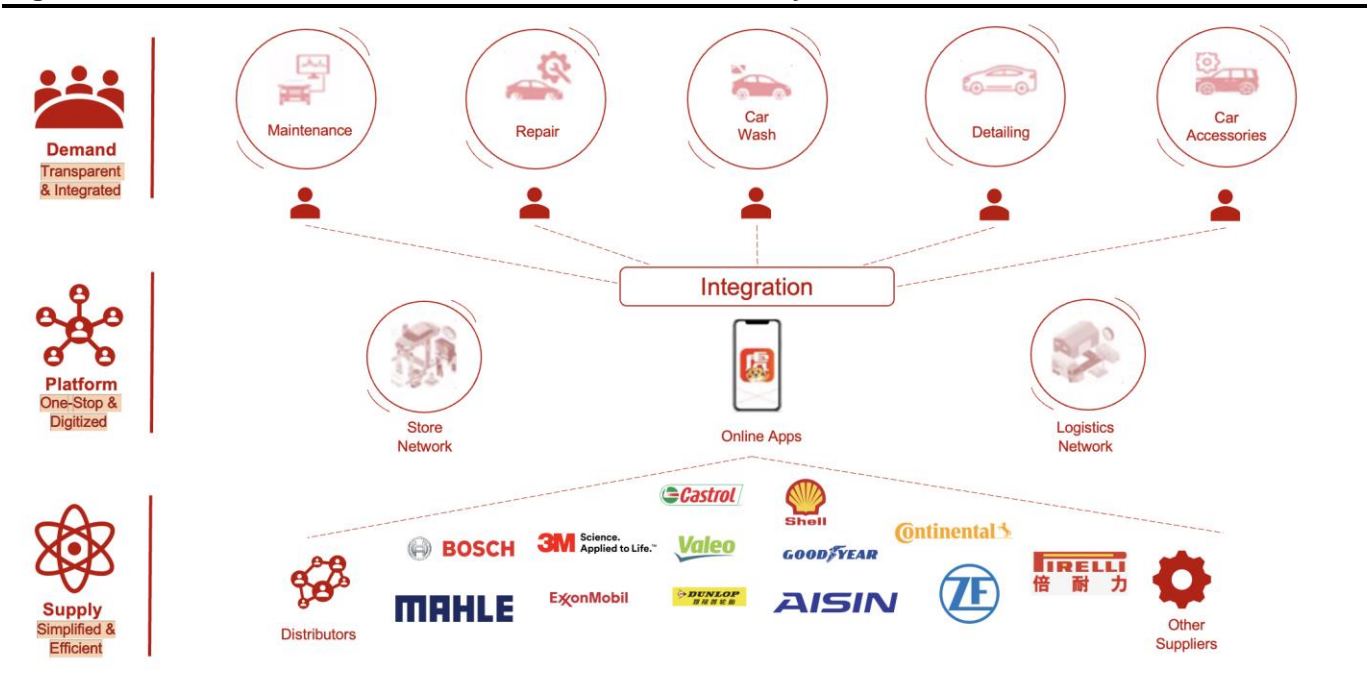 Demand
Transparent
& Integrated
Maintenance
Repair
Car
Wash
Detailing
Car
Accessories
Integration
Platform
One-Stop &
Digitized
Store
Network
虎
Online Apps
Logistics
Network
Supply
Simplified &
Efficient
Distributors
Castrol
Shell
Continental
BOSCH
3M Science.
Applied to Life.™
Valeo
GOODYEAR
PIRELLI
倍耐力
MAHLE
ExxonMobil
DUNLOP
AISIN
ZF
Other
Suppliers